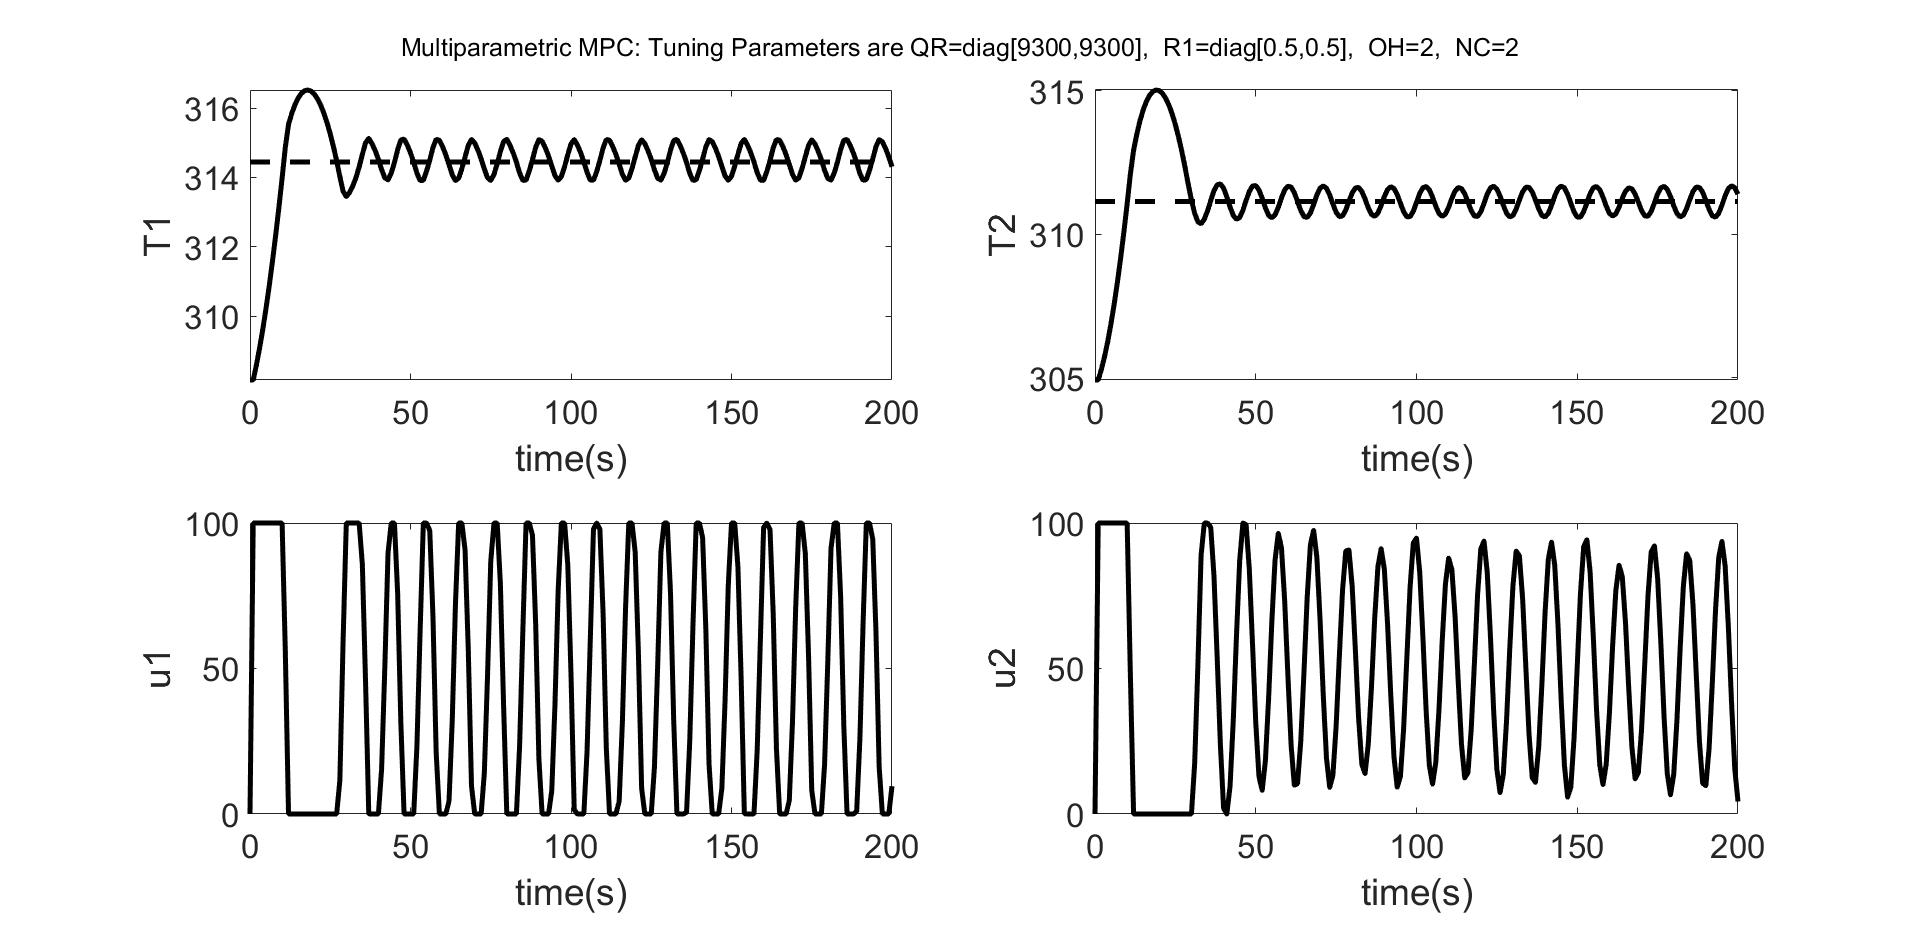 Multiparametric MPC: Tuning Parameters are QR=diag[9300,9300], R1=diag[0.5,0.5], OH=2, NC=2
316
314
312
310
T1
0 50 100 150 200
time(s)
315
310
305
T2
0 50 100 150 200
time(s)
100
50
0
u1
0 50 100 150 200
time(s)
100
50
0
u2
0 50 100 150 200
time(s)